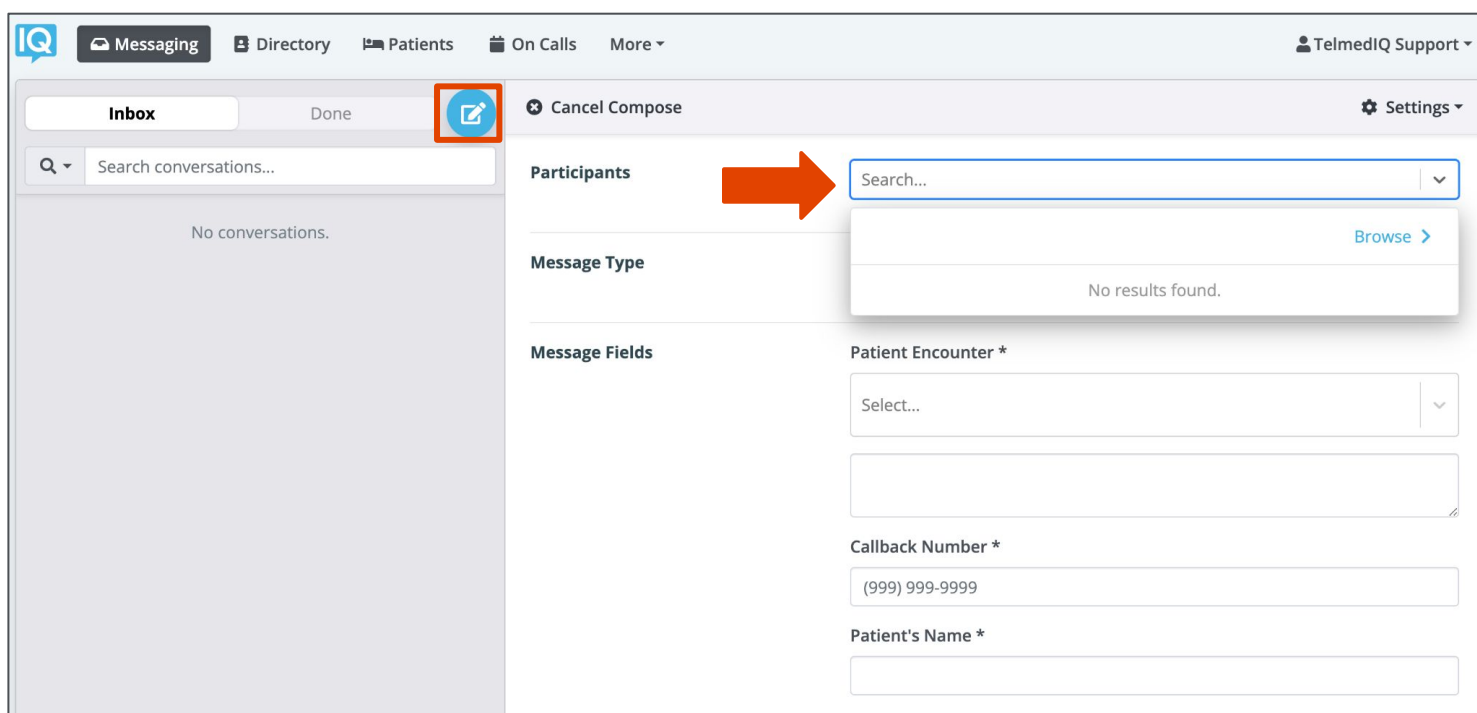 IQ
Messaging
Directory
Patients
On Calls
More
TelmedIQ Support
Inbox
Done
Cancel Compose
Settings
Search conversations...
Participants
Search...
No conversations.
Browse
Message Type
No results found.
Message Fields
Patient Encounter *
Select...
Callback Number *
(999) 999-9999
Patient's Name *